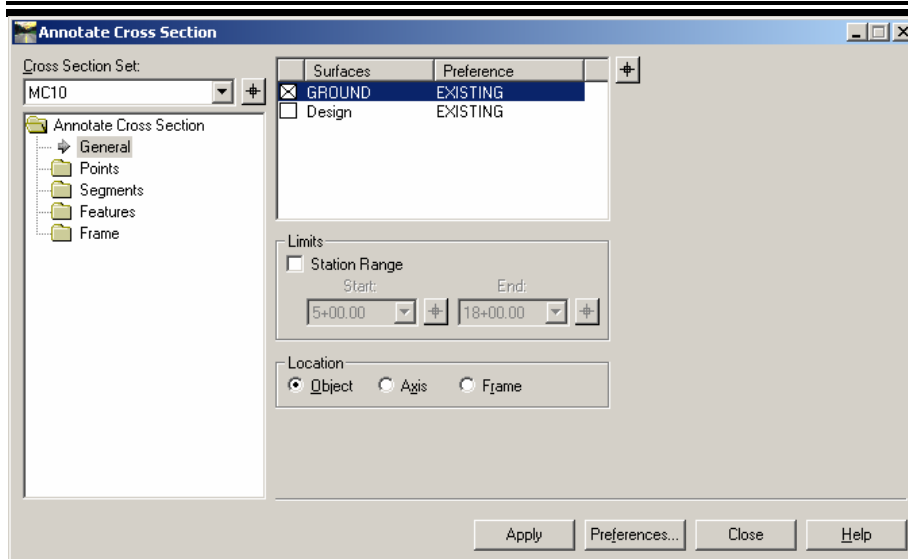 Annotate Cross Section
Cross Section Set:
MC10
Annotate Cross Section
General
Points
Segments
Features
Frame
Surfaces Preference
GROUND EXISTING
Design EXISTING
Limits
Station Range
Start: End:
5+00.00 18+00.00
Location
Object Axis Frame
Apply Preferences... Close Help